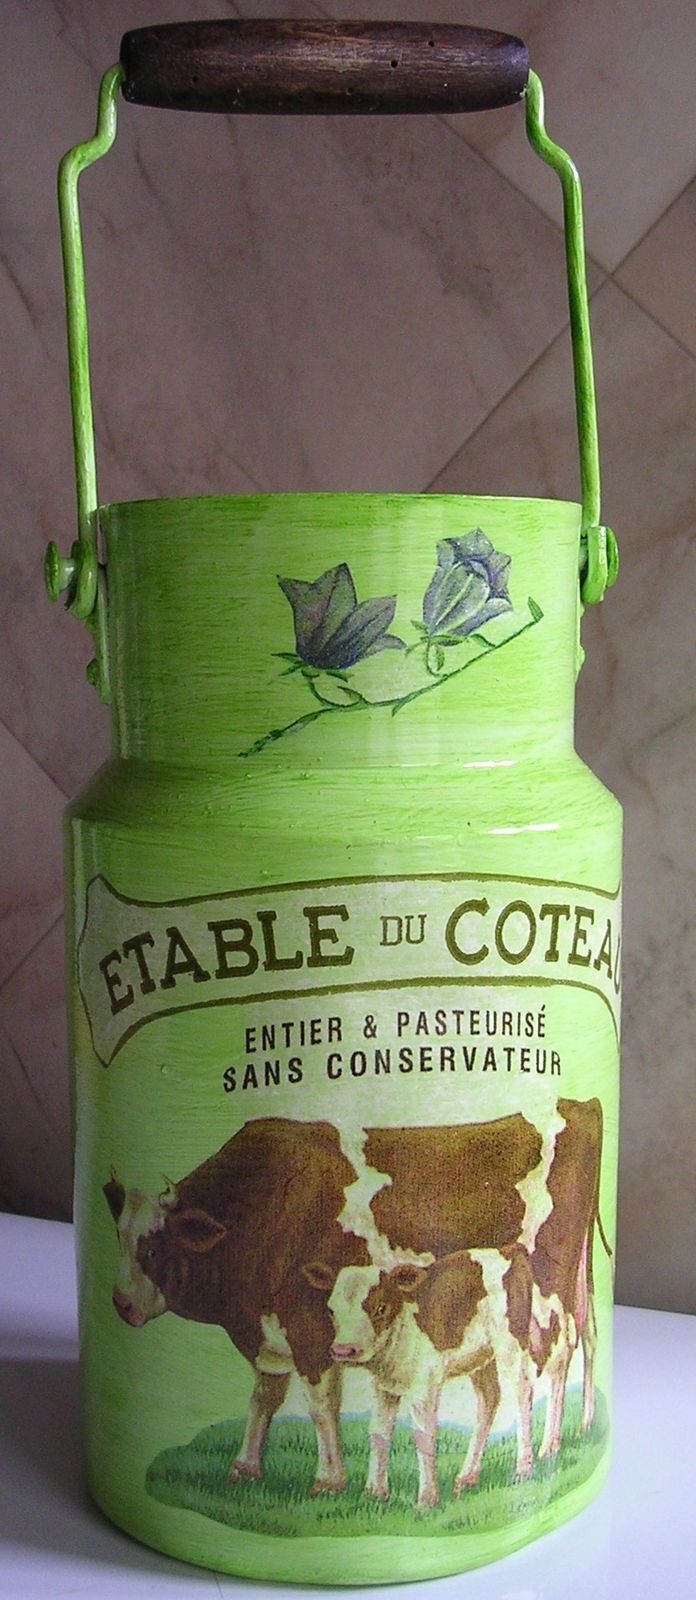 ETABLE DU COTEAU
ENTIER & PASTEURISÉ
SANS CONSERVATEUR